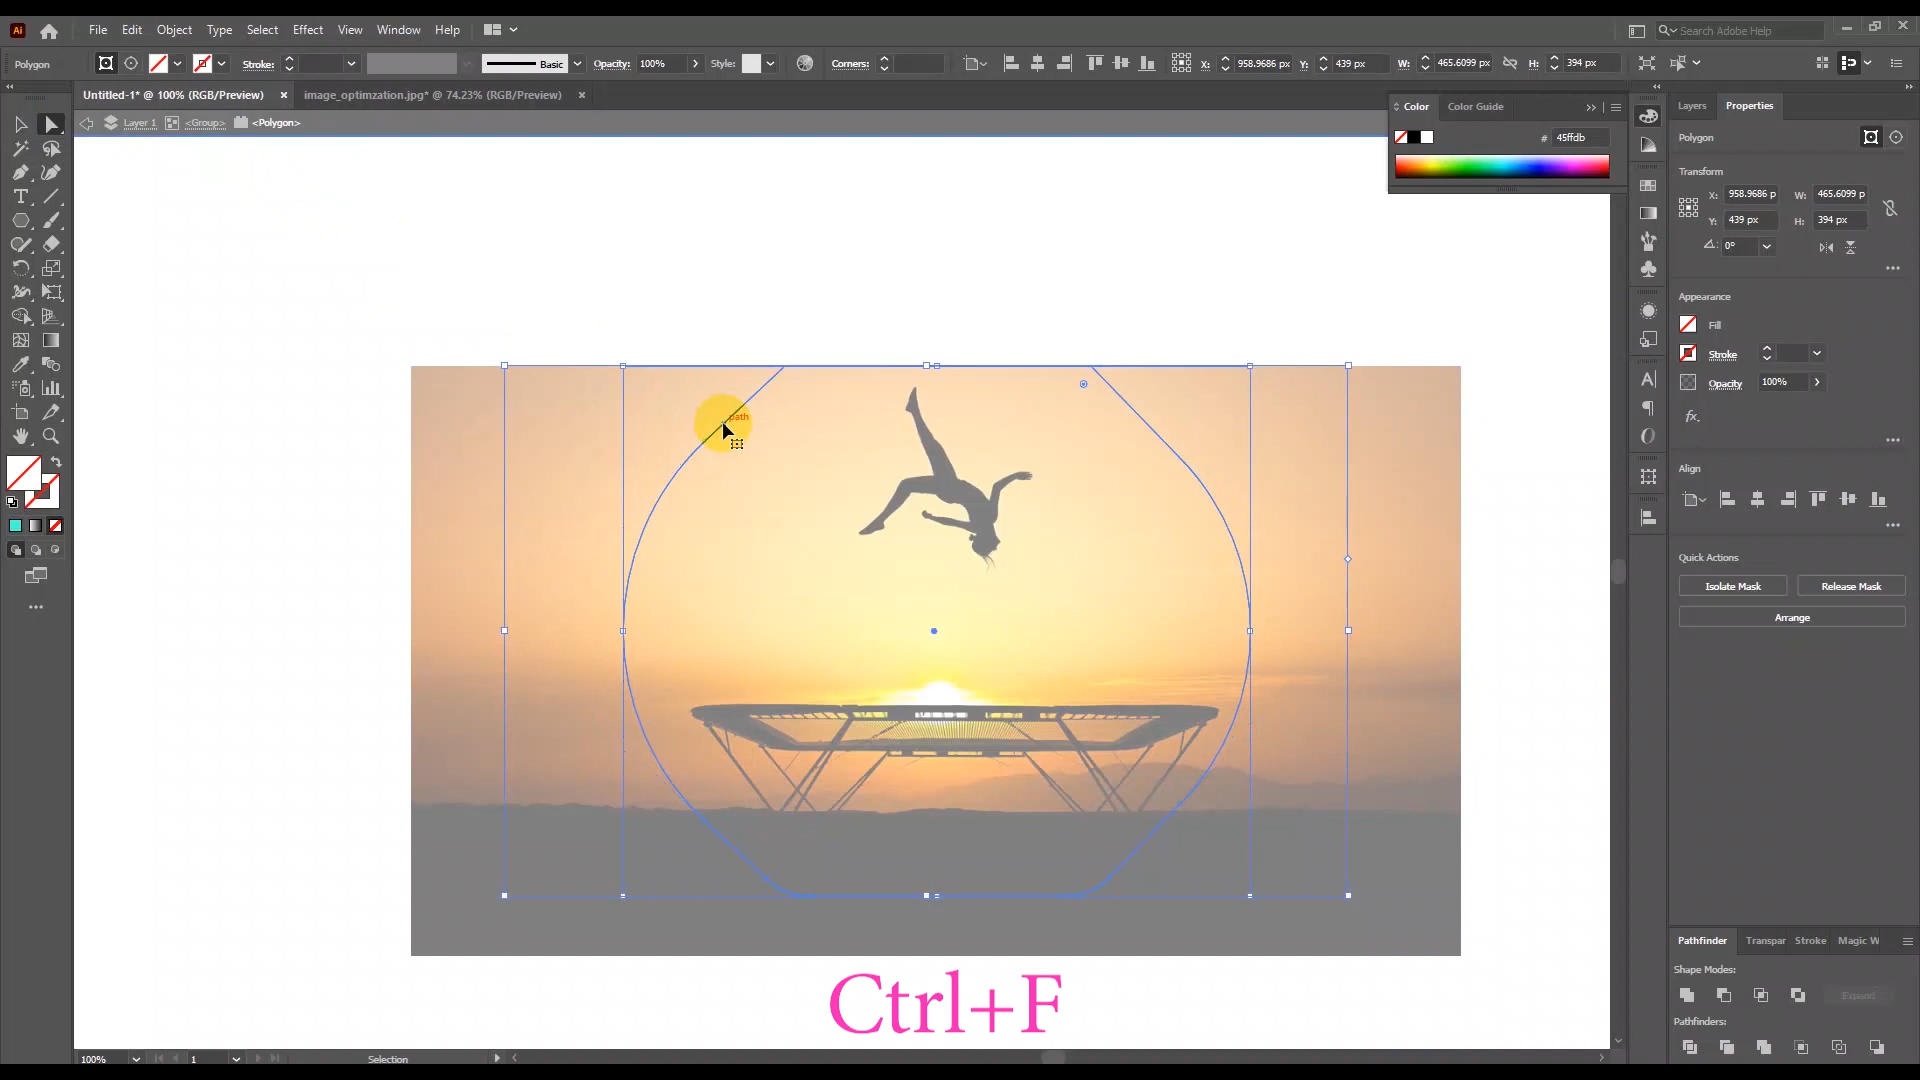 Ai
File Edit Object Type Select Effect View Window Help
Search Adobe Help
Polygon Stroke: Basic Opacity: 100% Style: Corners: X: 958.9686 px Y: 439 px W: 465.6099 px H: 394 px
Untitled-1* @ 100% (RGB/Preview) × image_optimzation.jpg* @ 74.23% (RGB/Preview) ×
Layer 1 <Group> <Polygon>
Color Color Guide
# 45ffdb
Layers Properties
Polygon
Transform
X: 958.9686 p W: 465.6099 p
Y: 439 px H: 394 px
0°
Appearance
Fill
Stroke
Opacity 100%
fx.
Align
Quick Actions
Isolate Mask Release Mask
Arrange
path
Pathfinder Transpar Stroke Magic W
Shape Modes:
Expand
Pathfinders:
Ctrl+F
100% 1 Selection